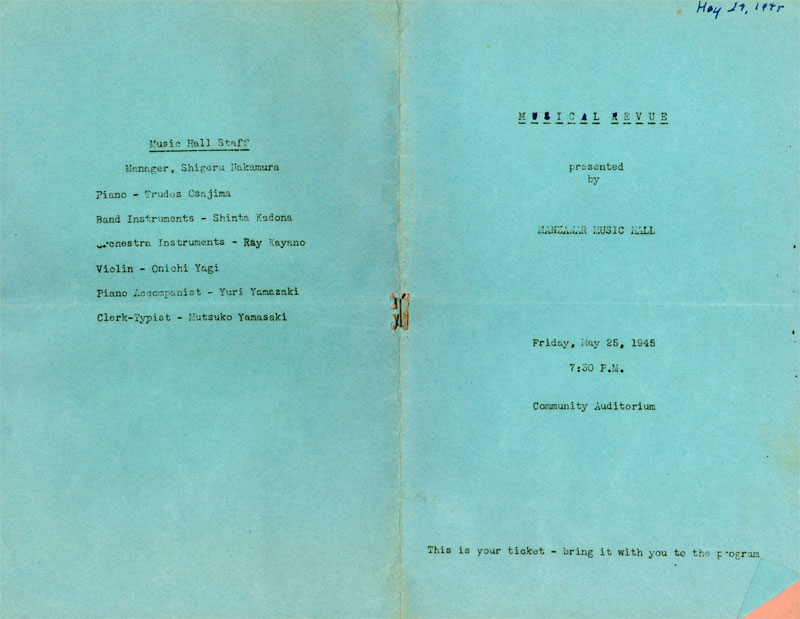 Music Hall Staff
Manager, Shigeru Nakamura
Piano - Trudes Osajima
Band Instruments - Shinta Kadona
Orchestra Instruments - Ray Kayano
Violin - Onichi Yagi
Piano Accompanist - Yuri Yamazaki
Clerk-Typist - Mutsuko Yamasaki
May 29, 1945
MUSICAL REVUE
presented
by
MANZANAR MUSIC HALL
Friday, May 25, 1945
7:30 P.M.
Community Auditorium
This is your ticket - bring it with you to the program